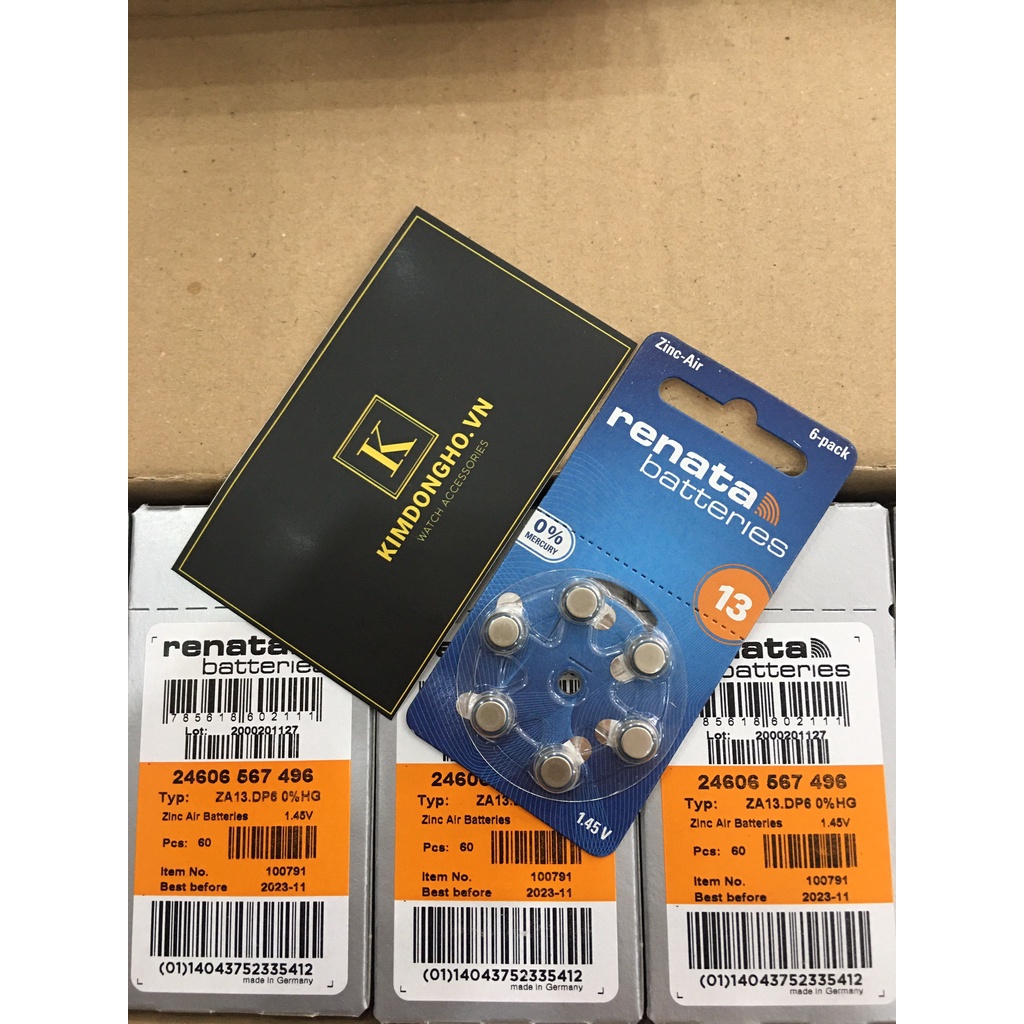 K
KIMDONGHO.VN
WATCH ACCESSORIES
Zinc-Air
6-pack
renata
batteries
0%
MERCURY
13
1.45V
renata
batteries
785618602111
Lot: 2000201127
24606 567 496
Typ: ZA13.DP6 0%HG
Zinc Air Batteries 1.45V
Pcs: 60
Item No. 100791
Best before 2023-11
(01)14043752335412
made in Germany
24606
Typ: ZA13.D
Zinc Air Batteries
Pcs: 60
Item No. 100791
Best before 2023-11
(01)14043752335412
made in Germany
nata
batteries
85618602111
2000201127
24606 567 496
Typ: ZA13.DP6 0%HG
Zinc Air Batteries 1.45V
Pcs: 60
Item No. 100791
Best before 2023-11
(01)14043752335412
made in Germany